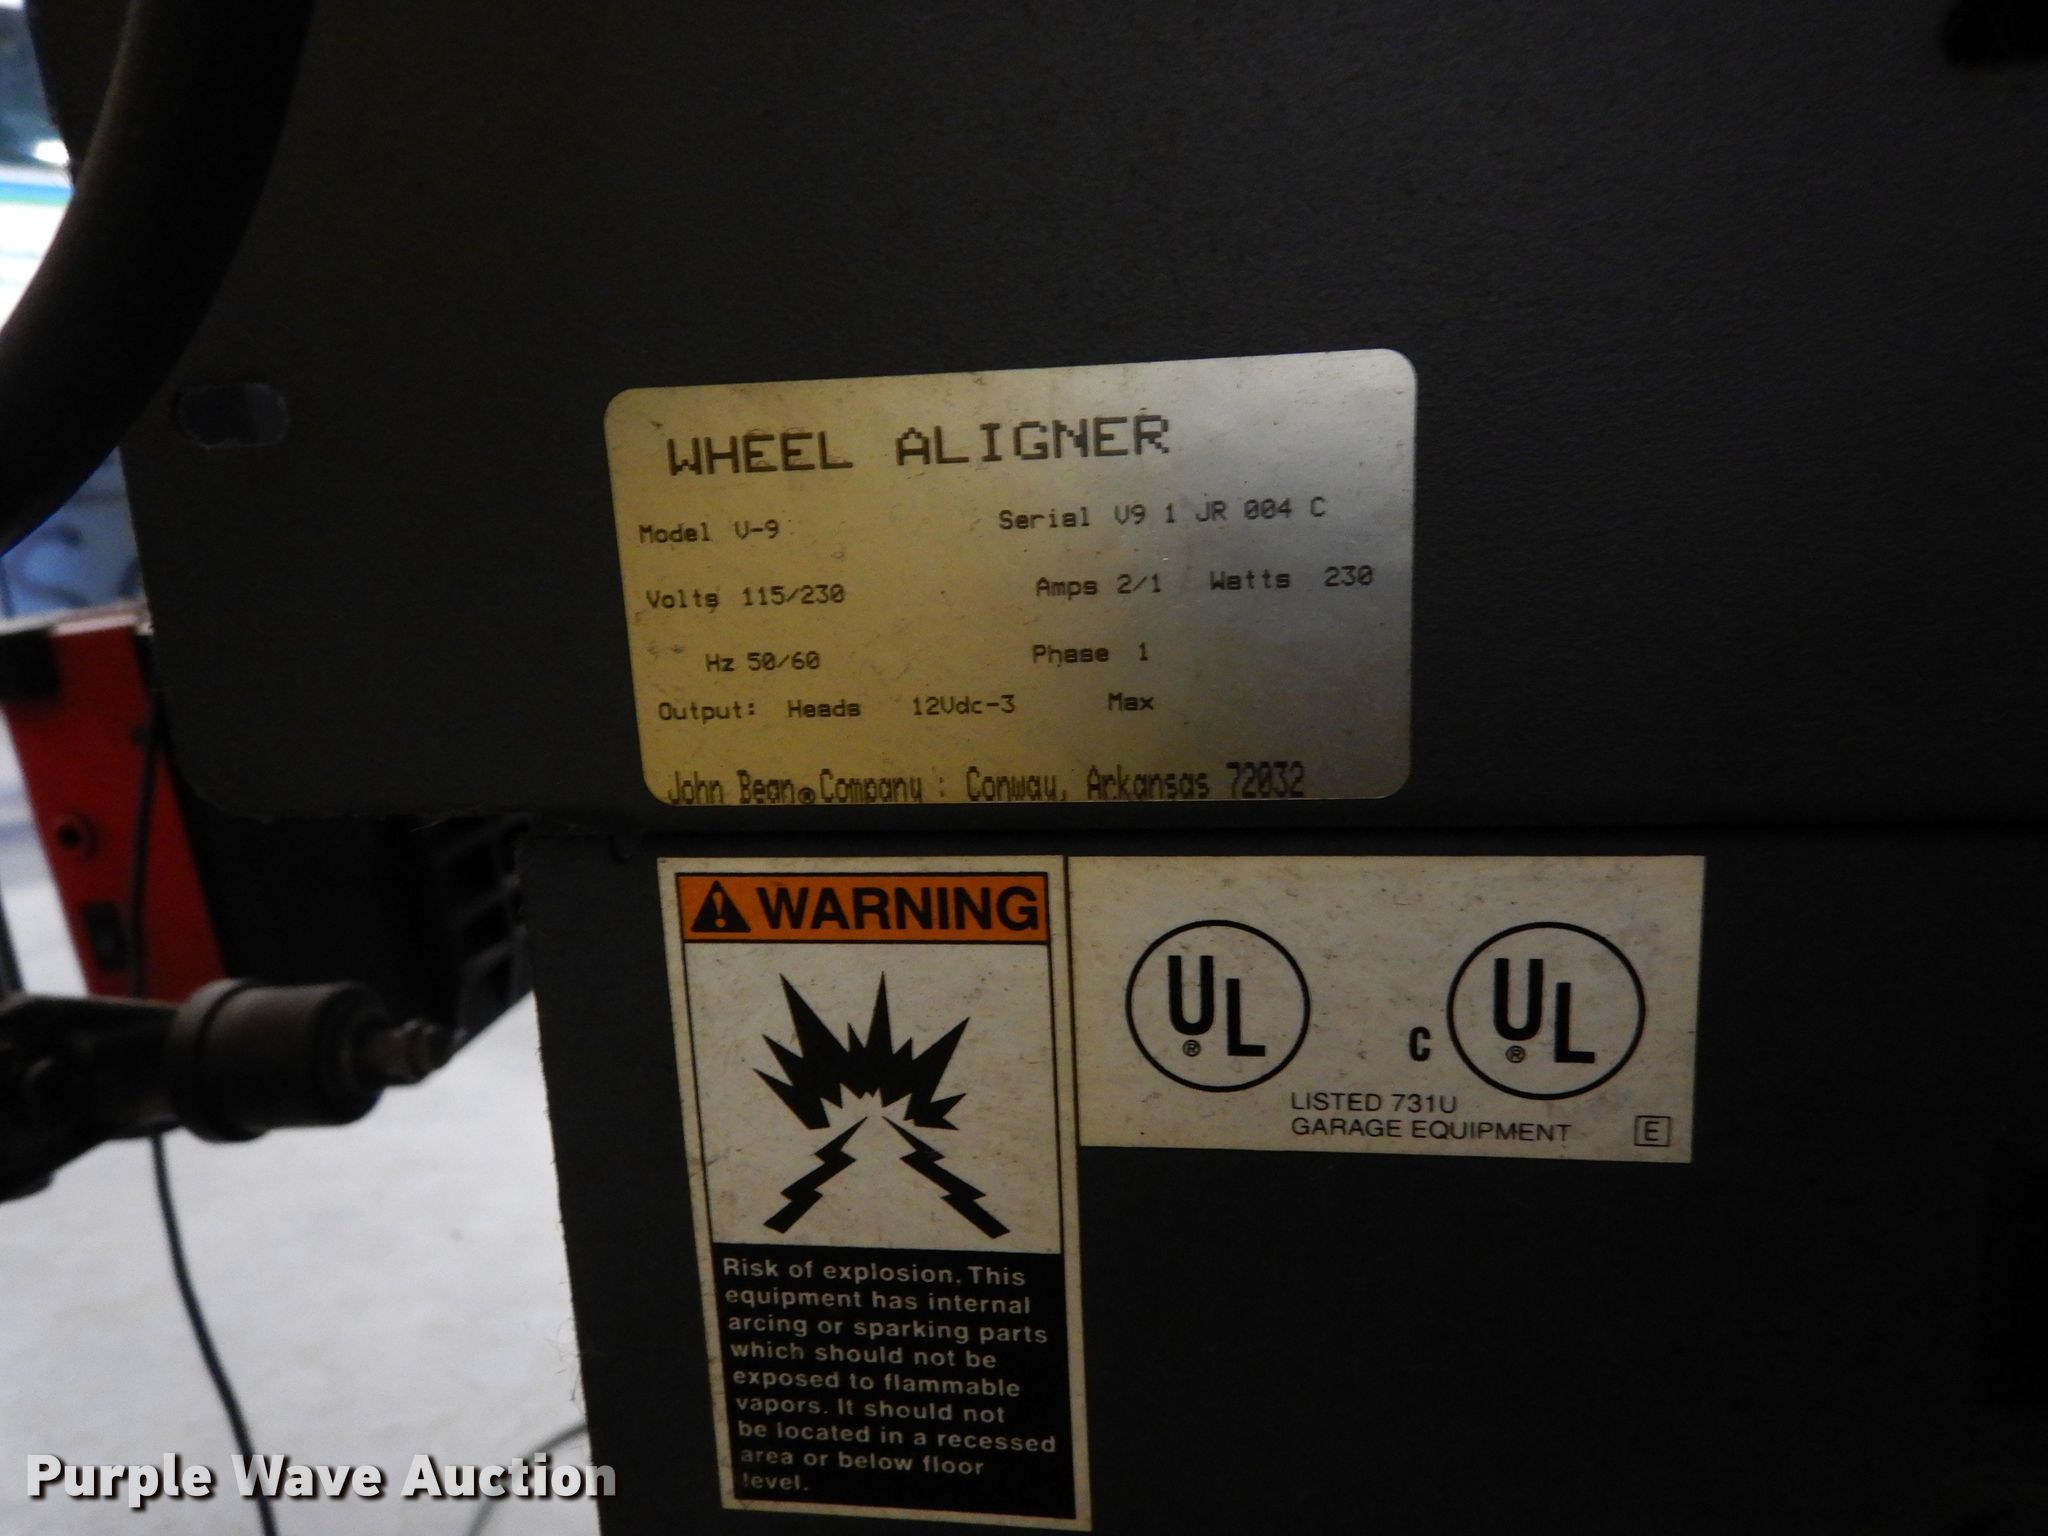 WHEEL ALIGNER
Model V-9 Serial V9 1 JR 004 C
Volts 115/230 Amps 2/1 Watts 230
Hz 50/60 Phase 1
Output: Heads 12Vdc-3 Max
John Bean® Company : Conway, Arkansas 72032
WARNING
Risk of explosion. This
equipment has internal
arcing or sparking parts
which should not be
exposed to flammable
vapors. It should not
be located in a recessed
area or below floor
level.
UL® C UL®
LISTED 731U
GARAGE EQUIPMENT E
Purple Wave Auction